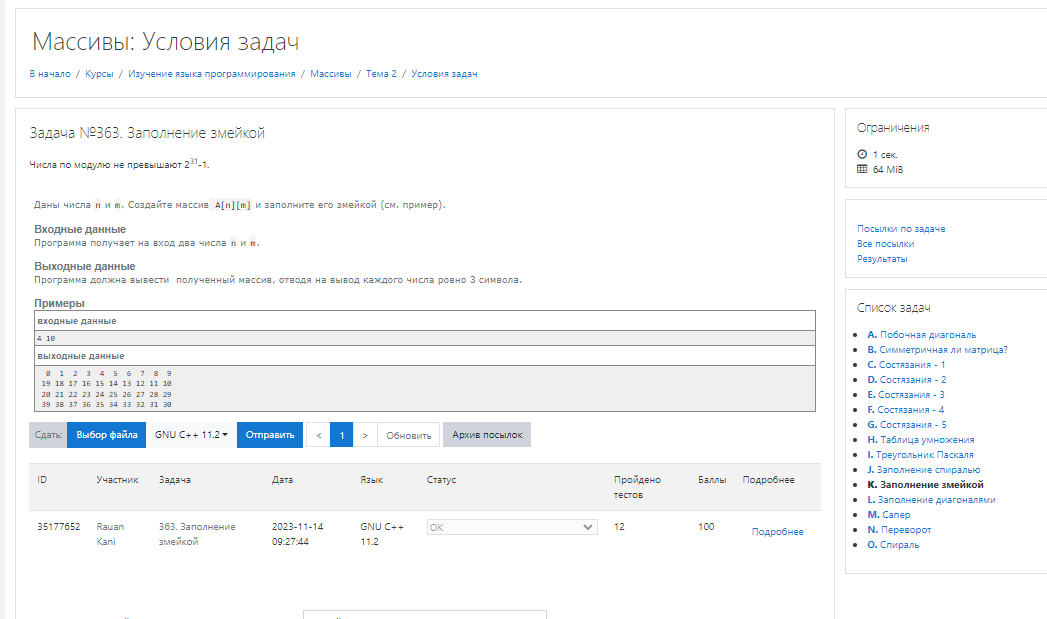 Массивы: Условия задач
В начало / Курсы / Изучение языка программирования / Массивы / Тема 2 / Условия задач
Задача №363. Заполнение змейкой
Числа по модулю не превышают 2^31-1.
Даны числа n и m. Создайте массив A[n][m] и заполните его змейкой (см. пример).
Входные данные
Программа получает на вход два числа n и m.
Выходные данные
Программа должна вывести полученный массив, отводя на вывод каждого числа ровно 3 символа.
Примеры
входные данные
4 10
выходные данные
0 1 2 3 4 5 6 7 8 9
19 18 17 16 15 14 13 12 11 10
20 21 22 23 24 25 26 27 28 29
39 38 37 36 35 34 33 32 31 30
Сдать: Выбор файла GNU C++ 11.2 Отправить < 1 > Обновить Архив посылок
ID Участник Задача Дата Язык Статус Пройдено тестов Баллы Подробнее
35177652 Rauan Kani 363. Заполнение змейкой 2023-11-14 09:27:44 GNU C++ 11.2 OK 12 100 Подробнее
Ограничения
1 сек.
64 MiB
Посылки по задаче
Все посылки
Результаты
Список задач
A. Побочная диагональ
B. Симметричная ли матрица?
C. Состязания - 1
D. Состязания - 2
E. Состязания - 3
F. Состязания - 4
G. Состязания - 5
H. Таблица умножения
I. Треугольник Паскаля
J. Заполнение спиралью
K. Заполнение змейкой
L. Заполнение диагоналями
M. Сапер
N. Переворот
O. Спираль